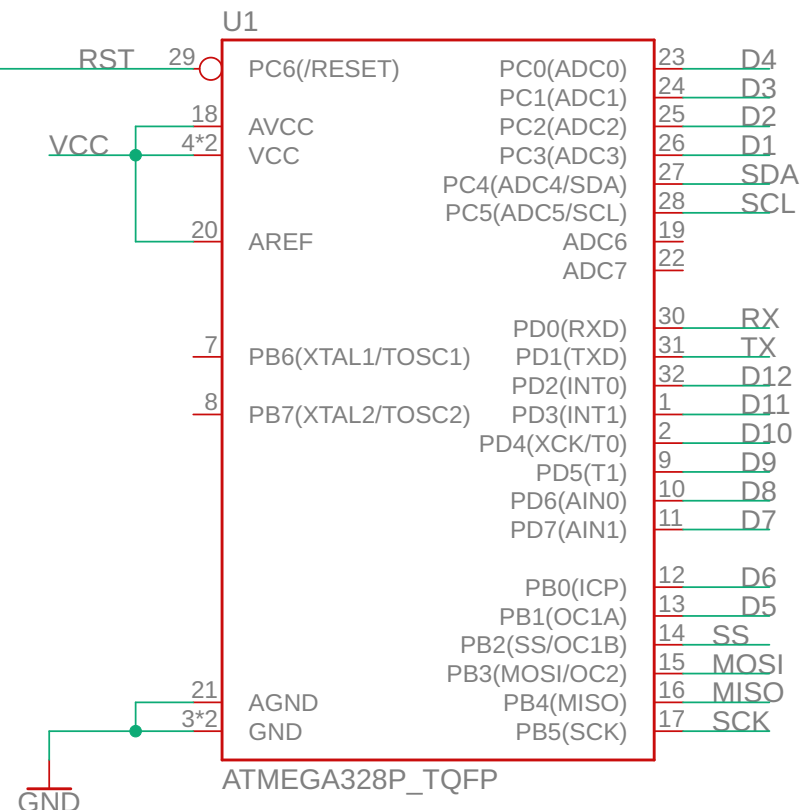 U1
RST 29 PC6(/RESET) PC0(ADC0) 23 D4
PC1(ADC1) 24 D3
18 AVCC PC2(ADC2) 25 D2
VCC 4*2 VCC PC3(ADC3) 26 D1
PC4(ADC4/SDA) 27 SDA
PC5(ADC5/SCL) 28 SCL
20 AREF ADC6 19
ADC7 22
PD0(RXD) 30 RX
7 PB6(XTAL1/TOSC1) PD1(TXD) 31 TX
PD2(INT0) 32 D12
8 PB7(XTAL2/TOSC2) PD3(INT1) 1 D11
PD4(XCK/T0) 2 D10
PD5(T1) 9 D9
PD6(AIN0) 10 D8
PD7(AIN1) 11 D7
PB0(ICP) 12 D6
PB1(OC1A) 13 D5
PB2(SS/OC1B) 14 SS
PB3(MOSI/OC2) 15 MOSI
21 AGND PB4(MISO) 16 MISO
3*2 GND PB5(SCK) 17 SCK
ATMEGA328P_TQFP
GND